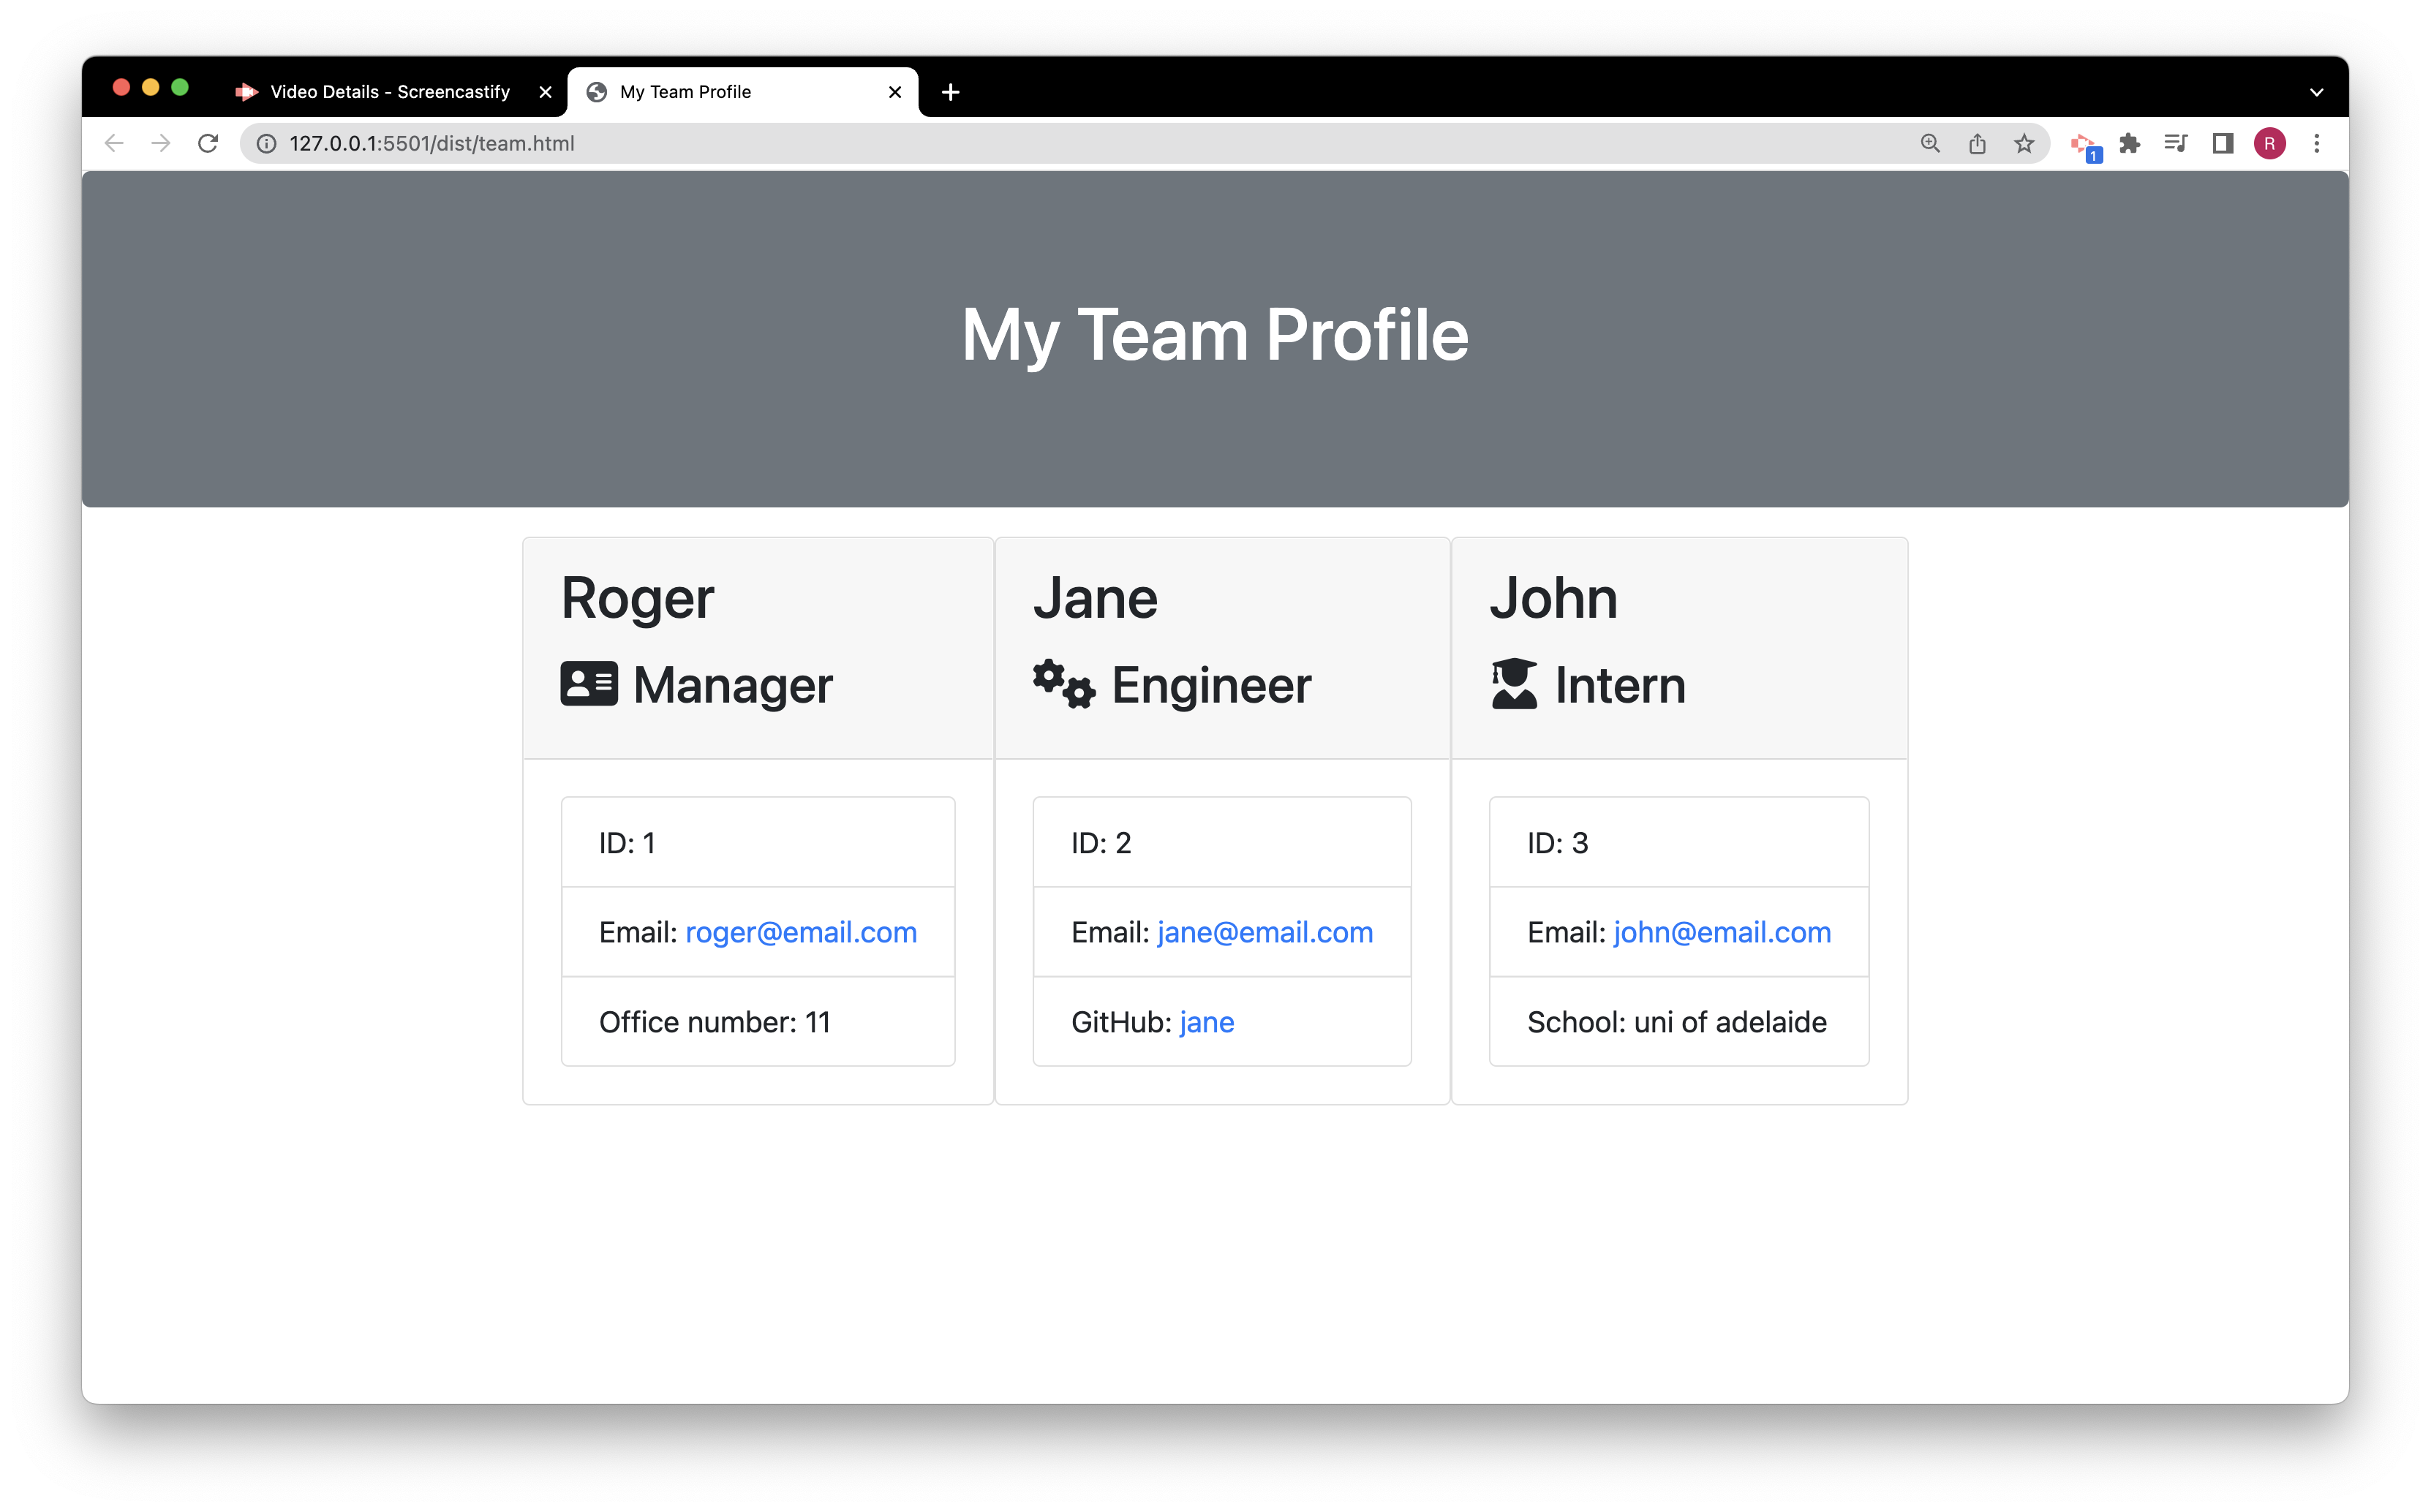 Video Details - Screencastify
My Team Profile
127.0.0.1:5501/dist/team.html
1
R
My Team Profile
Roger
Manager
ID: 1
Email: roger@email.com
Office number: 11
Jane
Engineer
ID: 2
Email: jane@email.com
GitHub: jane
John
Intern
ID: 3
Email: john@email.com
School: uni of adelaide